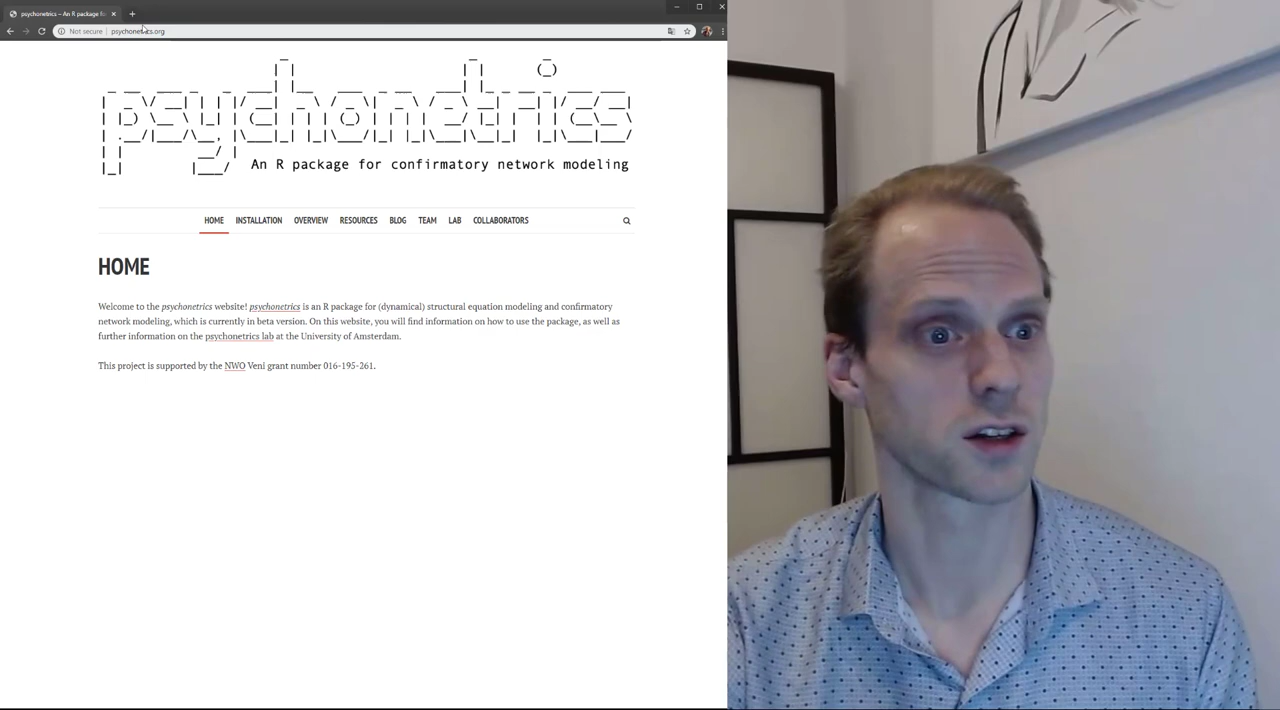 psychonetrics – An R package fo
Not secure
psychonetrics.org
psychonetrics
An R package for confirmatory network modeling
HOME INSTALLATION OVERVIEW RESOURCES BLOG TEAM LAB COLLABORATORS
HOME
Welcome to the psychonetrics website! psychonetrics is an R package for (dynamical) structural equation modeling and confirmatory
network modeling, which is currently in beta version. On this website, you will find information on how to use the package, as well as
further information on the psychonetrics lab at the University of Amsterdam.
This project is supported by the NWO Veni grant number 016-195-261.